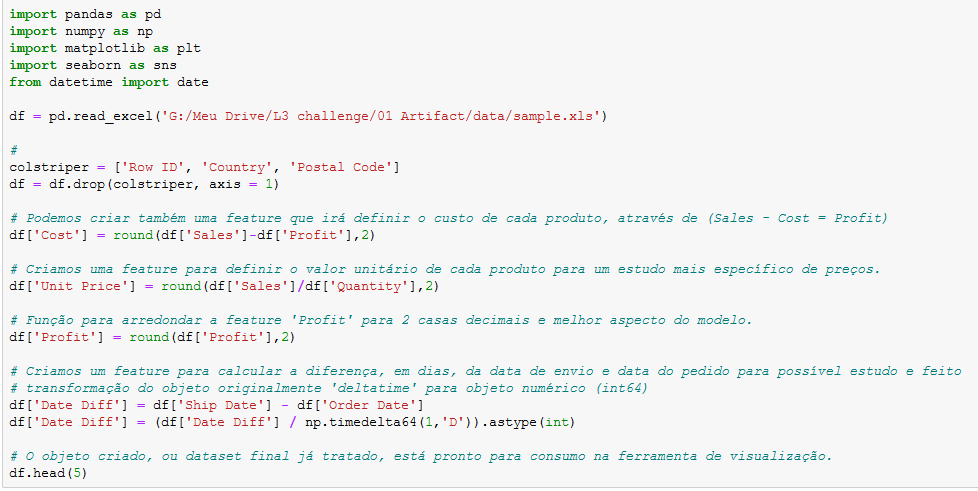 import pandas as pd
import numpy as np
import matplotlib as plt
import seaborn as sns
from datetime import date
df = pd.read_excel('G:/Meu Drive/L3 challenge/01 Artifact/data/sample.xls')
#
colstriper = ['Row ID', 'Country', 'Postal Code']
df = df.drop(colstriper, axis = 1)
# Podemos criar também uma feature que irá definir o custo de cada produto, através de (Sales - Cost = Profit)
df['Cost'] = round(df['Sales']-df['Profit'],2)
# Criamos uma feature para definir o valor unitário de cada produto para um estudo mais específico de preços.
df['Unit Price'] = round(df['Sales']/df['Quantity'],2)
# Função para arredondar a feature 'Profit' para 2 casas decimais e melhor aspecto do modelo.
df['Profit'] = round(df['Profit'],2)
# Criamos um feature para calcular a diferença, em dias, da data de envio e data do pedido para possível estudo e feito
# transformação do objeto originalmente 'deltatime' para objeto numérico (int64)
df['Date Diff'] = df['Ship Date'] - df['Order Date']
df['Date Diff'] = (df['Date Diff'] / np.timedelta64(1,'D')).astype(int)
# O objeto criado, ou dataset final já tratado, está pronto para consumo na ferramenta de visualização.
df.head(5)